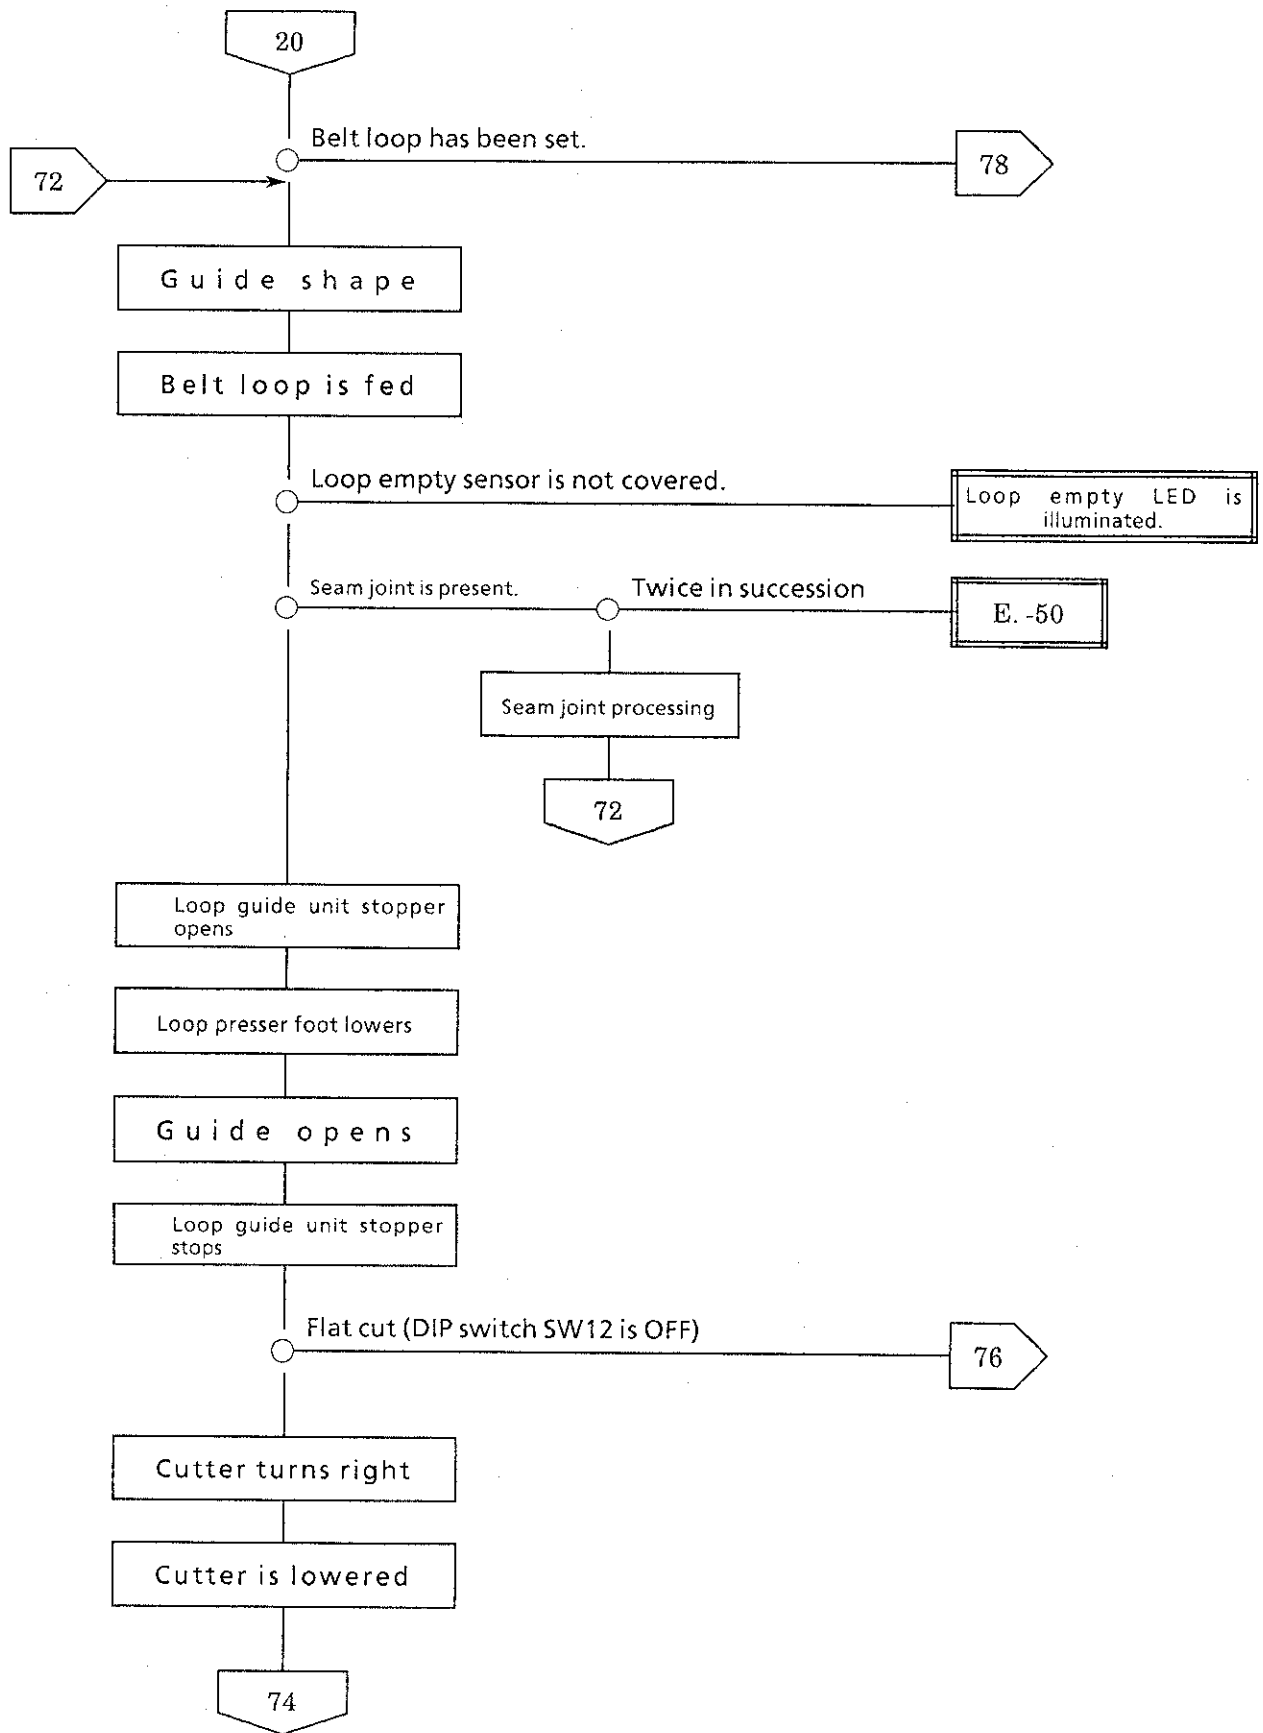 20
Belt loop has been set.
72
78
Guide shape
Belt loop is fed
Loop empty sensor is not covered.
Loop empty LED is
illuminated.
Seam joint is present.
Twice in succession
E. -50
Seam joint processing
72
Loop guide unit stopper
opens
Loop presser foot lowers
Guide opens
Loop guide unit stopper
stops
Flat cut (DIP switch SW12 is OFF)
76
Cutter turns right
Cutter is lowered
74